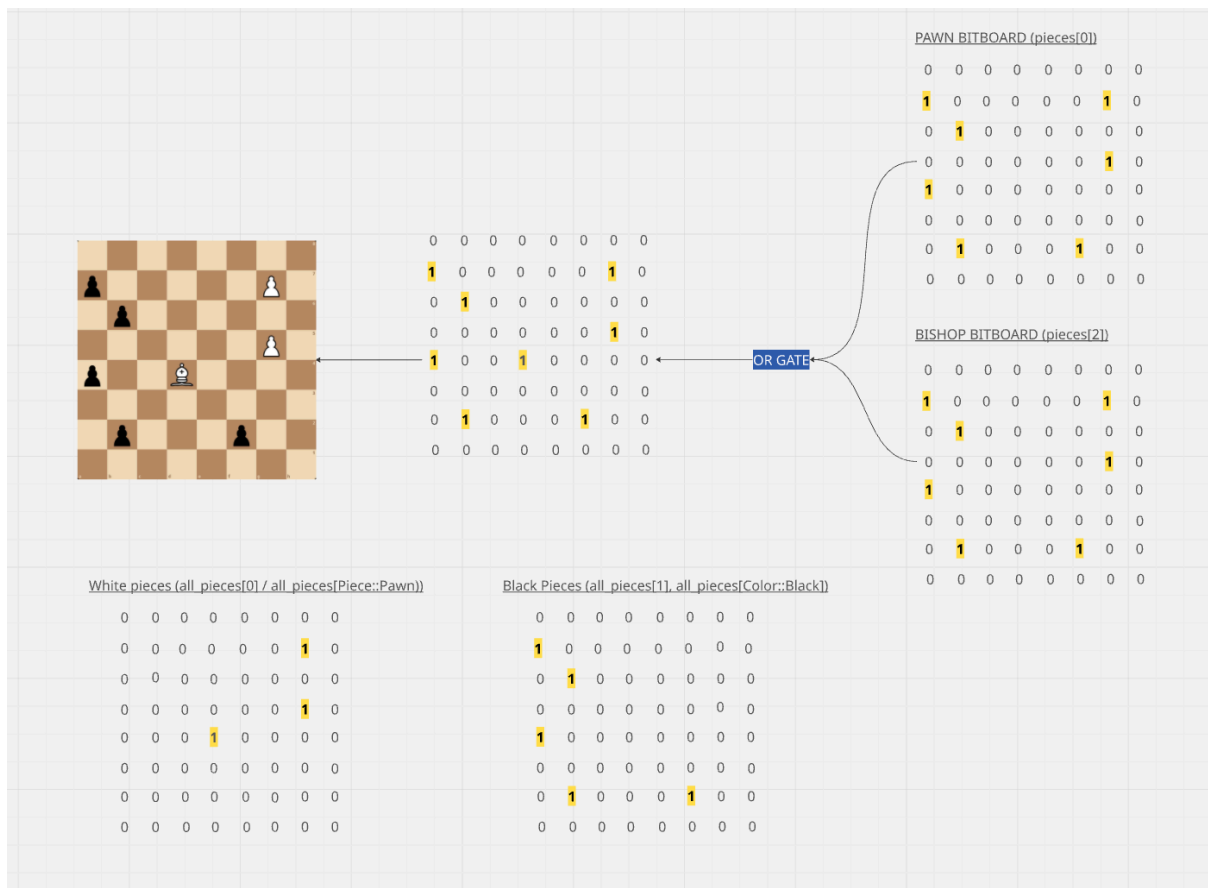 PAWN BITBOARD (pieces[0])
0 0 0 0 0 0 0 0
1 0 0 0 0 0 1 0
0 1 0 0 0 0 0 0
0 0 0 0 0 0 1 0
1 0 0 0 0 0 0 0
0 0 0 0 0 0 0 0
0 1 0 0 0 1 0 0
0 0 0 0 0 0 0 0
0 0 0 0 0 0 0 0
1 0 0 0 0 0 1 0
0 1 0 0 0 0 0 0
0 0 0 0 0 0 1 0
1 0 0 1 0 0 0 0
0 0 0 0 0 0 0 0
0 1 0 0 0 1 0 0
0 0 0 0 0 0 0 0
OR GATE
BISHOP BITBOARD (pieces[2])
0 0 0 0 0 0 0 0
1 0 0 0 0 0 1 0
0 1 0 0 0 0 0 0
0 0 0 0 0 0 1 0
1 0 0 0 0 0 0 0
0 0 0 0 0 0 0 0
0 1 0 0 0 1 0 0
0 0 0 0 0 0 0 0
White pieces (all_pieces[0] / all_pieces[Piece::Pawn))
0 0 0 0 0 0 0 0
0 0 0 0 0 0 1 0
0 0 0 0 0 0 0 0
0 0 0 0 0 0 1 0
0 0 0 1 0 0 0 0
0 0 0 0 0 0 0 0
0 0 0 0 0 0 0 0
0 0 0 0 0 0 0 0
Black Pieces (all_pieces[1], all_pieces[Color::Black])
0 0 0 0 0 0 0 0
1 0 0 0 0 0 0 0
0 1 0 0 0 0 0 0
0 0 0 0 0 0 0 0
1 0 0 0 0 0 0 0
0 0 0 0 0 0 0 0
0 1 0 0 0 1 0 0
0 0 0 0 0 0 0 0